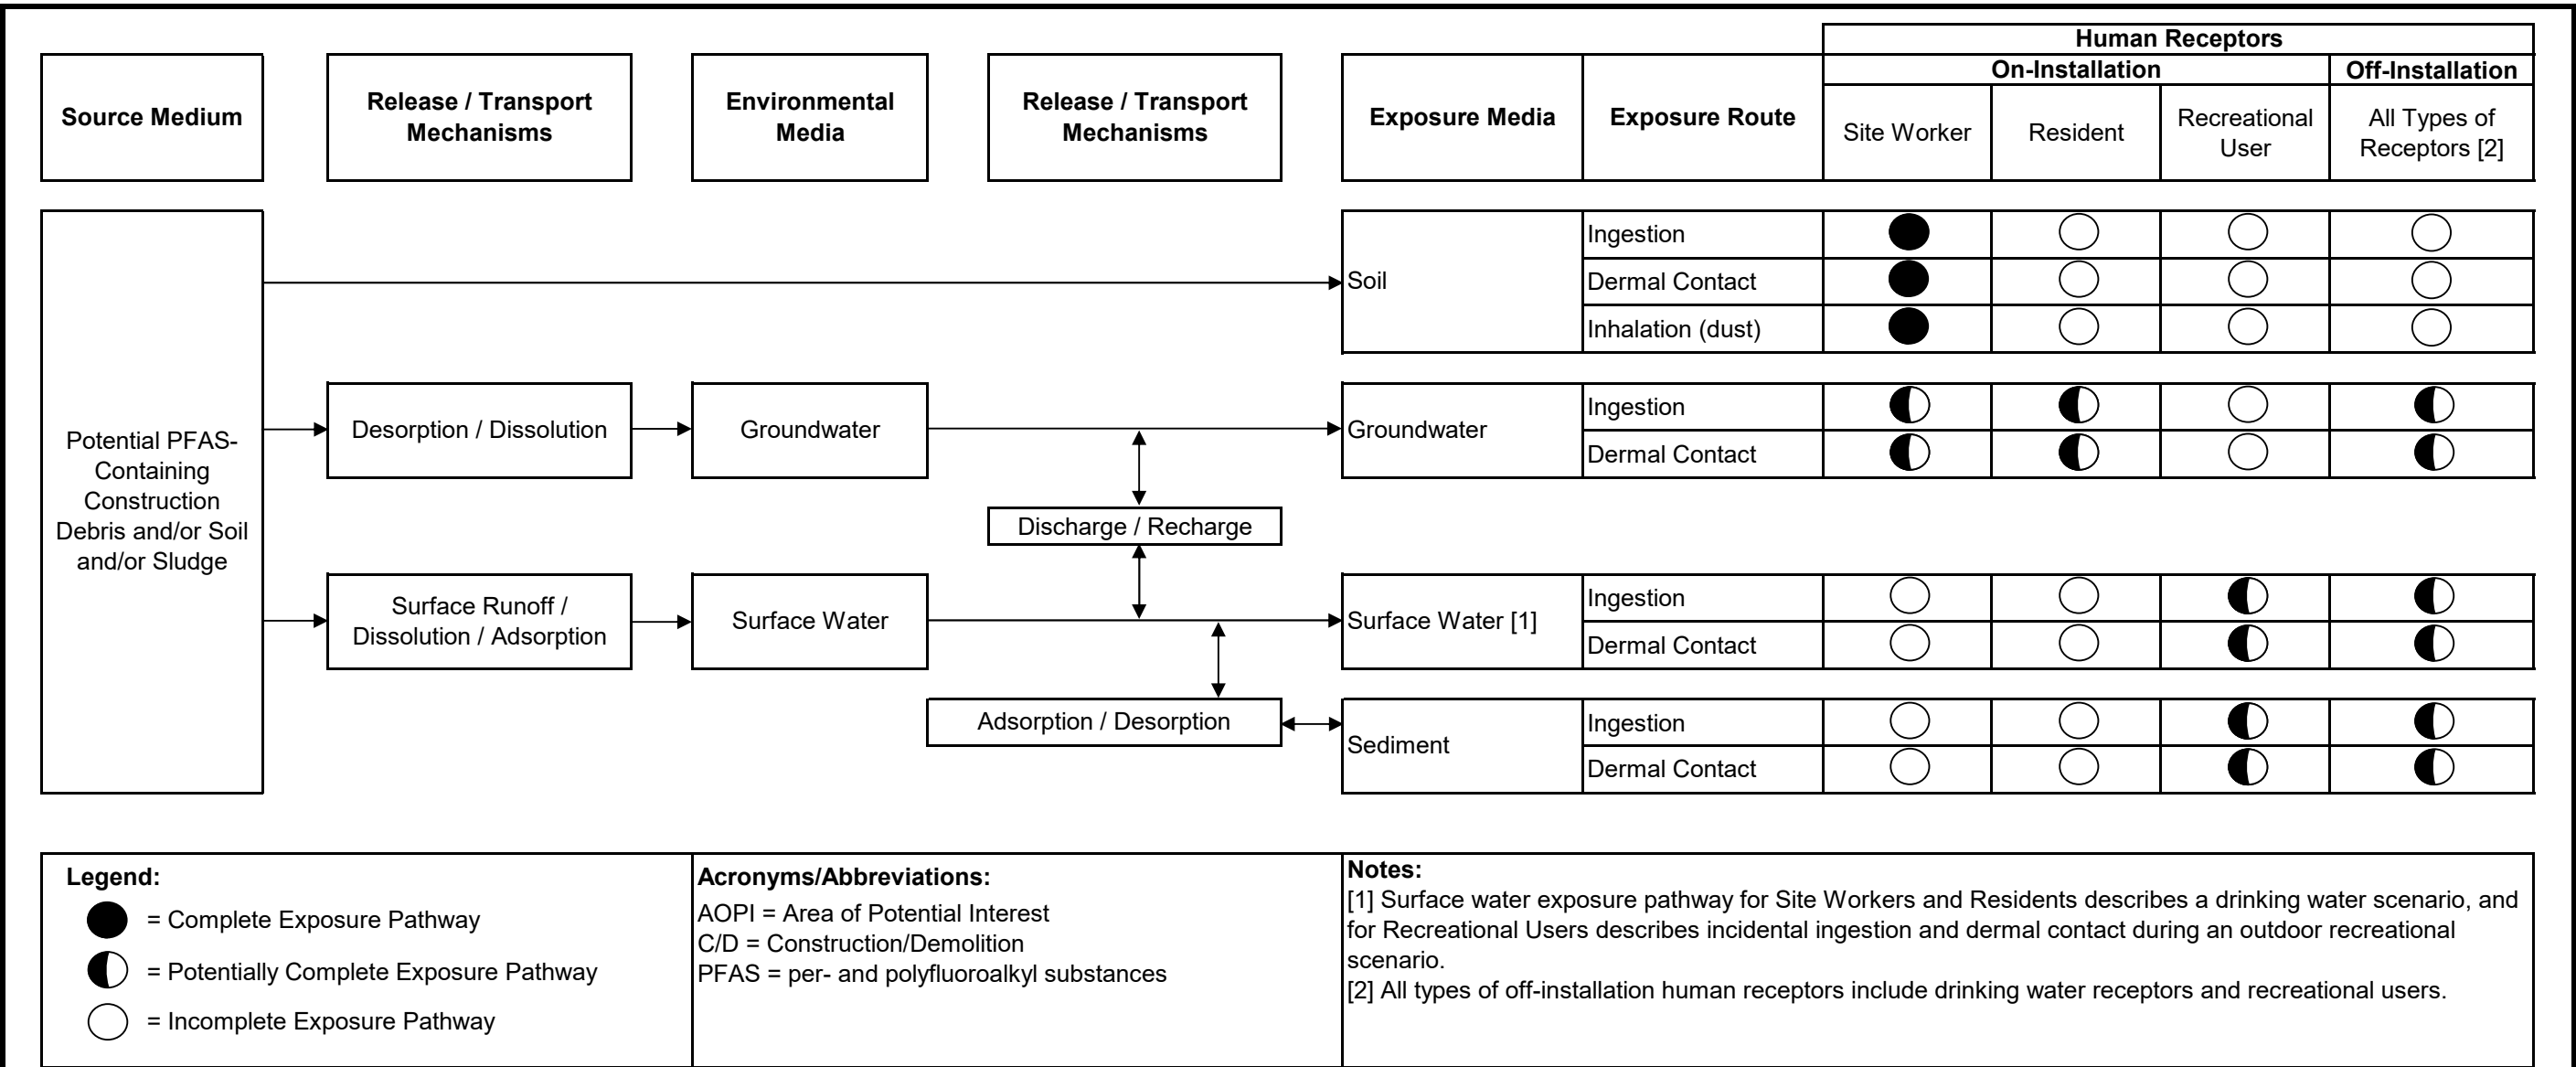 Human Receptors
On-Installation
Off-Installation
Source Medium
Release / Transport
Mechanisms
Environmental
Media
Release / Transport
Mechanisms
Exposure Media
Exposure Route
Site Worker
Resident
Recreational
User
All Types of
Receptors [2]
Potential PFAS-
Containing
Construction
Debris and/or Soil
and/or Sludge
Soil
Ingestion
Dermal Contact
Inhalation (dust)
Desorption / Dissolution
Groundwater
Groundwater
Ingestion
Dermal Contact
Discharge / Recharge
Surface Runoff /
Dissolution / Adsorption
Surface Water
Surface Water [1]
Ingestion
Dermal Contact
Adsorption / Desorption
Sediment
Ingestion
Dermal Contact
Legend:
= Complete Exposure Pathway
= Potentially Complete Exposure Pathway
= Incomplete Exposure Pathway
Acronyms/Abbreviations:
AOPI = Area of Potential Interest
C/D = Construction/Demolition
PFAS = per- and polyfluoroalkyl substances
Notes:
[1] Surface water exposure pathway for Site Workers and Residents describes a drinking water scenario, and
for Recreational Users describes incidental ingestion and dermal contact during an outdoor recreational
scenario.
[2] All types of off-installation human receptors include drinking water receptors and recreational users.